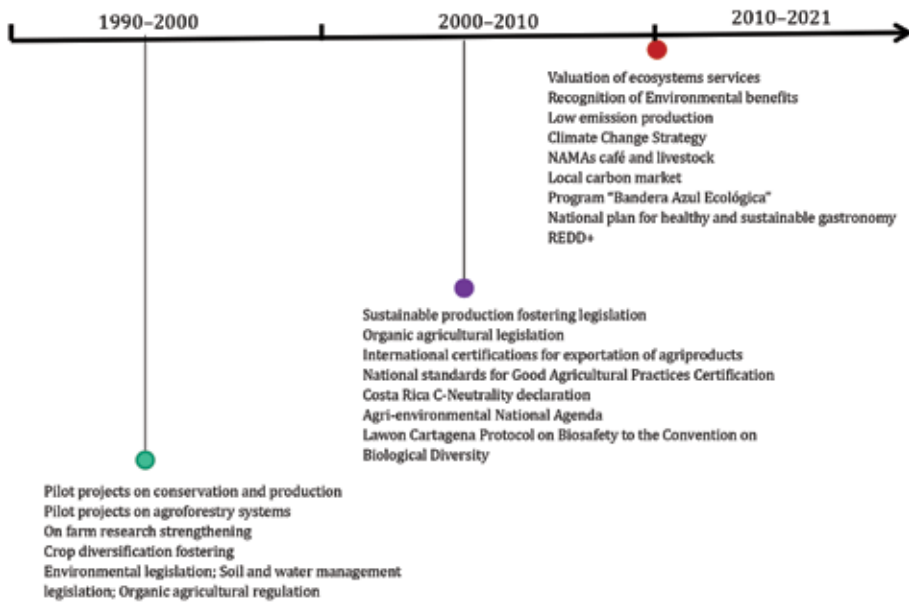 1990–2000
2000–2010
2010–2021
Valuation of ecosystems services
Recognition of Environmental benefits
Low emission production
Climate Change Strategy
NAMAs café and livestock
Local carbon market
Program “Bandera Azul Ecológica”
National plan for healthy and sustainable gastronomy
REDD+
Sustainable production fostering legislation
Organic agricultural legislation
International certifications for exportation of agriproducts
National standards for Good Agricultural Practices Certification
Costa Rica C-Neutrality declaration
Agri-environmental National Agenda
Lawon Cartagena Protocol on Biosafety to the Convention on
Biological Diversity
Pilot projects on conservation and production
Pilot projects on agroforestry systems
On farm research strengthening
Crop diversification fostering
Environmental legislation; Soil and water management
legislation; Organic agricultural regulation